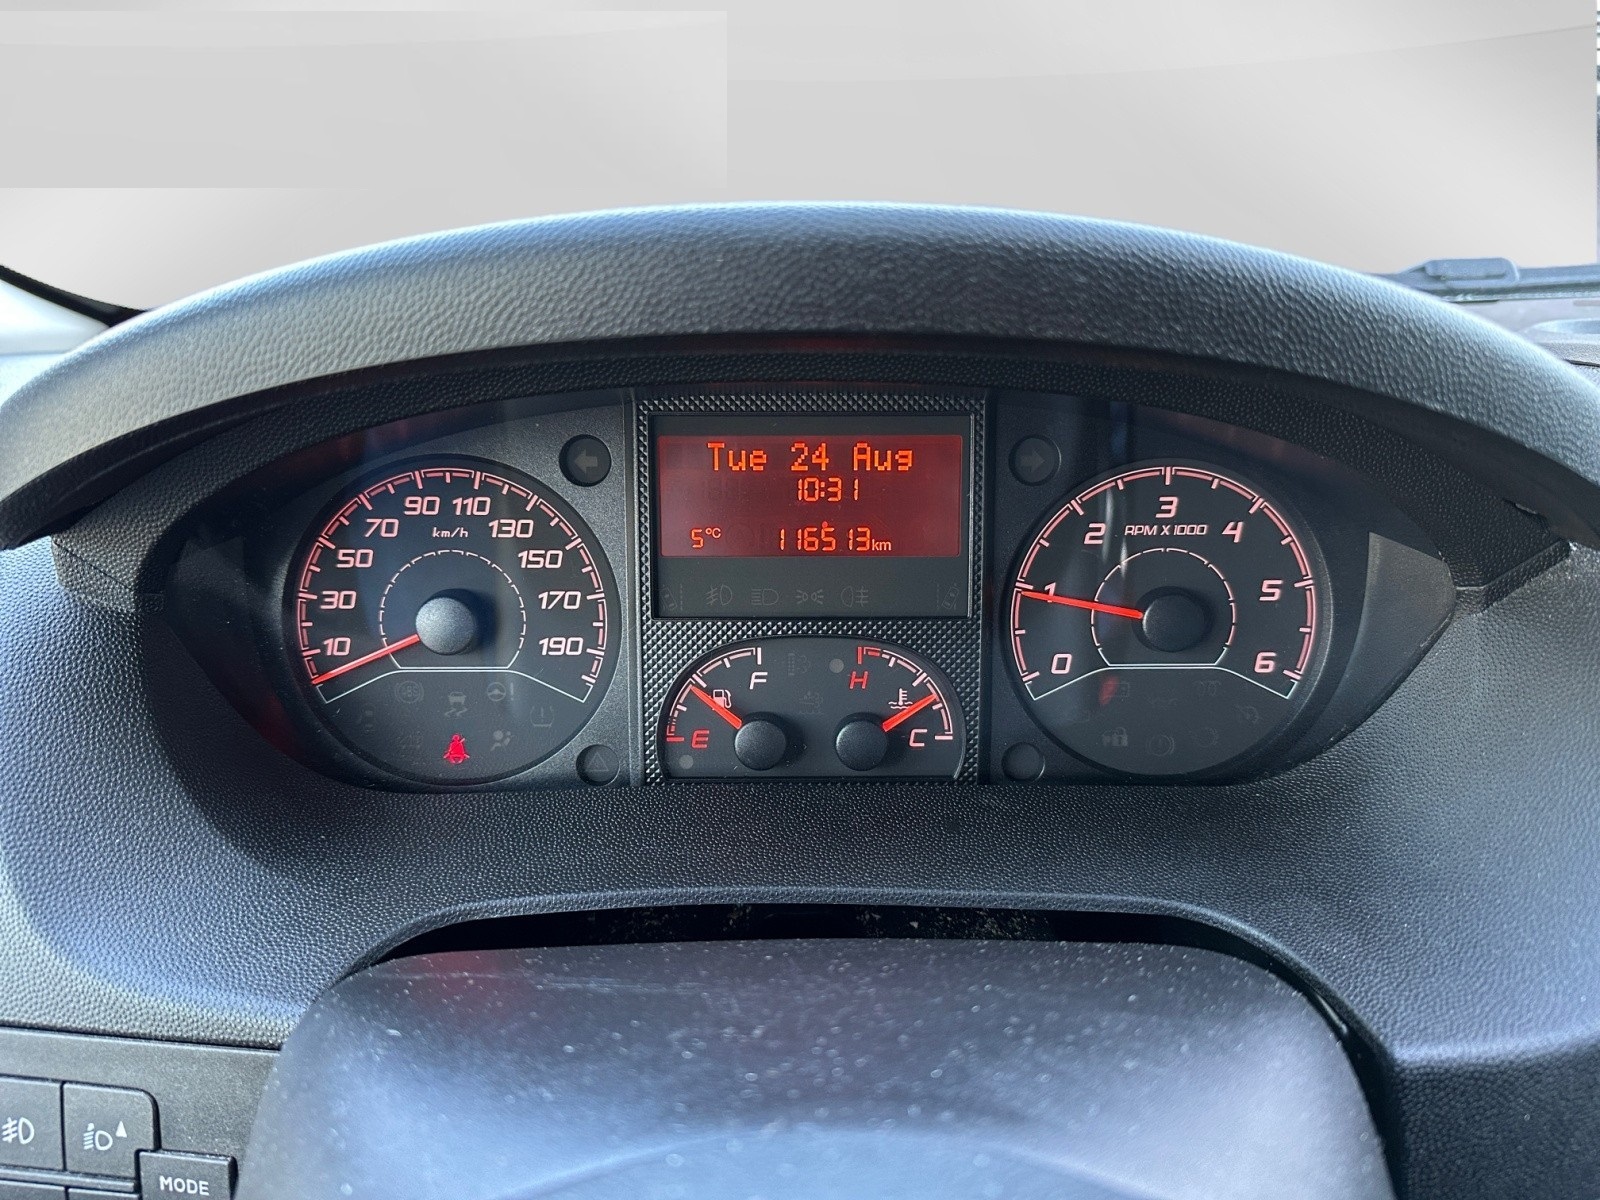 Tue 24 Aug
10:31
5°C 116513km
10 30 50 70 90 110 130 150 170 190
km/h
0 1 2 3 4 5 6
RPM X 1000
E F
H C
MODE